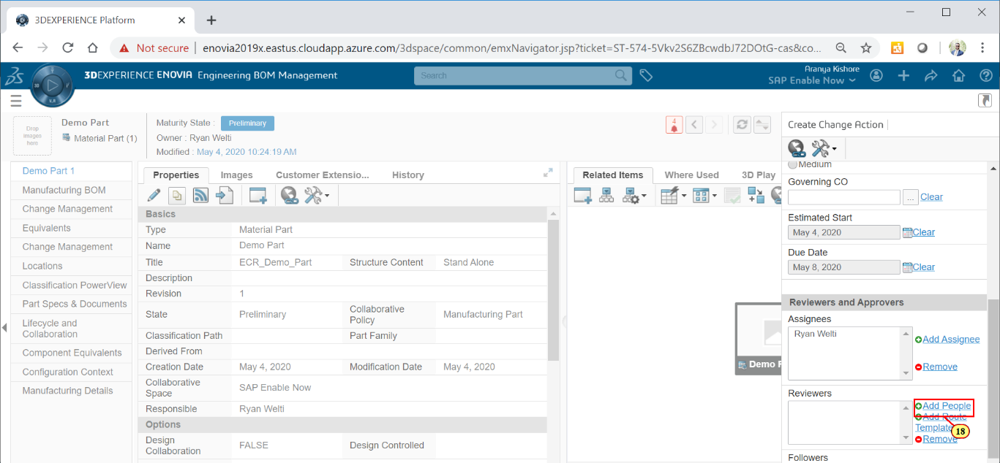 3DEXPERIENCE Platform
Not secure
enovia2019x.eastus.cloudapp.azure.com/3dspace/common/emxNavigator.jsp?ticket=ST-574-5Vkv2S6ZBcwdbJ72DOtG-cas&co...
3DEXPERIENCE ENOVIA Engineering BOM Management
Search
Aranya Kishore
SAP Enable Now
3D
V.R
Drop images here
Demo Part
Material Part (1)
Maturity State :
Preliminary
Owner : Ryan Welti
Modified : May 4, 2020 10:24:19 AM
4
Demo Part 1
Manufacturing BOM
Change Management
Equivalents
Change Management
Locations
Classification PowerView
Part Specs & Documents
Lifecycle and Collaboration
Component Equivalents
Configuration Context
Manufacturing Details
Properties Images Customer Extensio... History
Basics
Type Material Part
Name Demo Part
Title ECR_Demo_Part Structure Content Stand Alone
Description
Revision 1
State Preliminary Collaborative Policy Manufacturing Part
Classification Path Part Family
Derived From
Creation Date May 4, 2020 Modification Date May 4, 2020
Collaborative Space SAP Enable Now
Responsible Ryan Welti
Options
Design Collaboration FALSE Design Controlled
Related Items Where Used 3D Play
Demo
Create Change Action
Medium
Governing CO
... Clear
Estimated Start
May 4, 2020 Clear
Due Date
May 8, 2020 Clear
Reviewers and Approvers
Assignees
Ryan Welti
Add Assignee
Remove
Reviewers
Add People
Add Route
Template
18
Remove
Followers